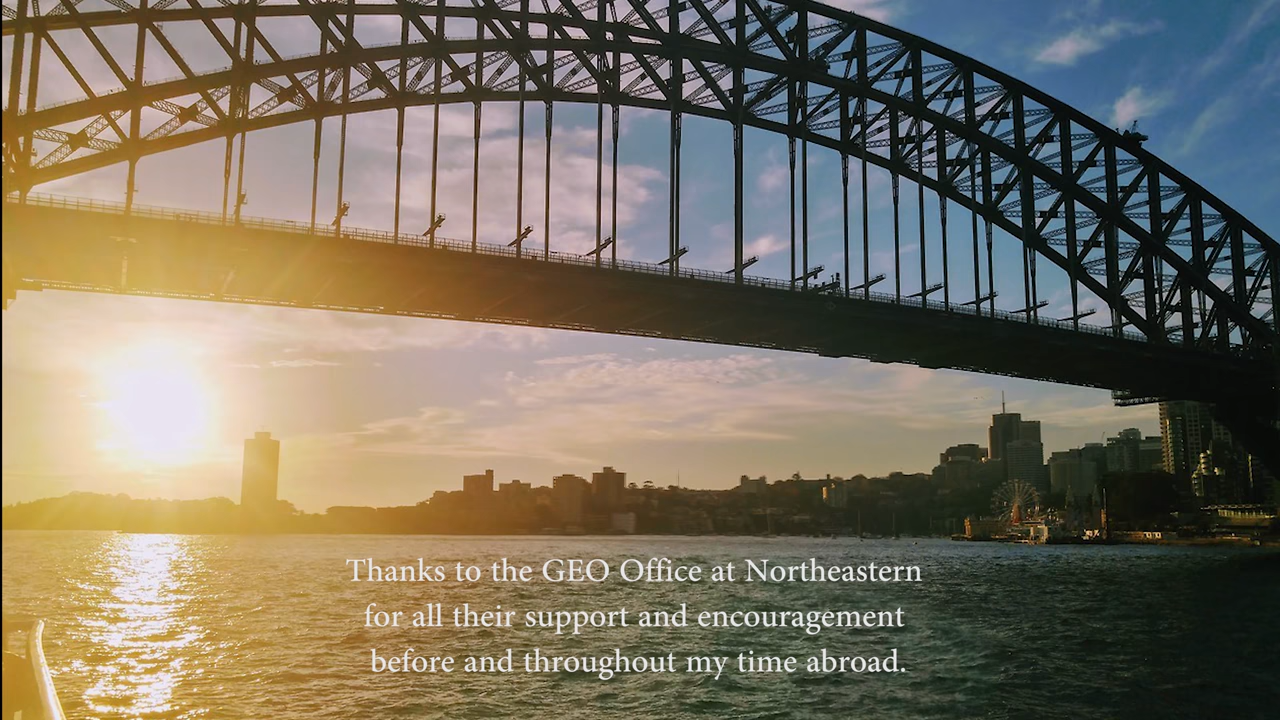 Thanks to the GEO Office at Northeastern
for all their support and encouragement
before and throughout my time abroad.